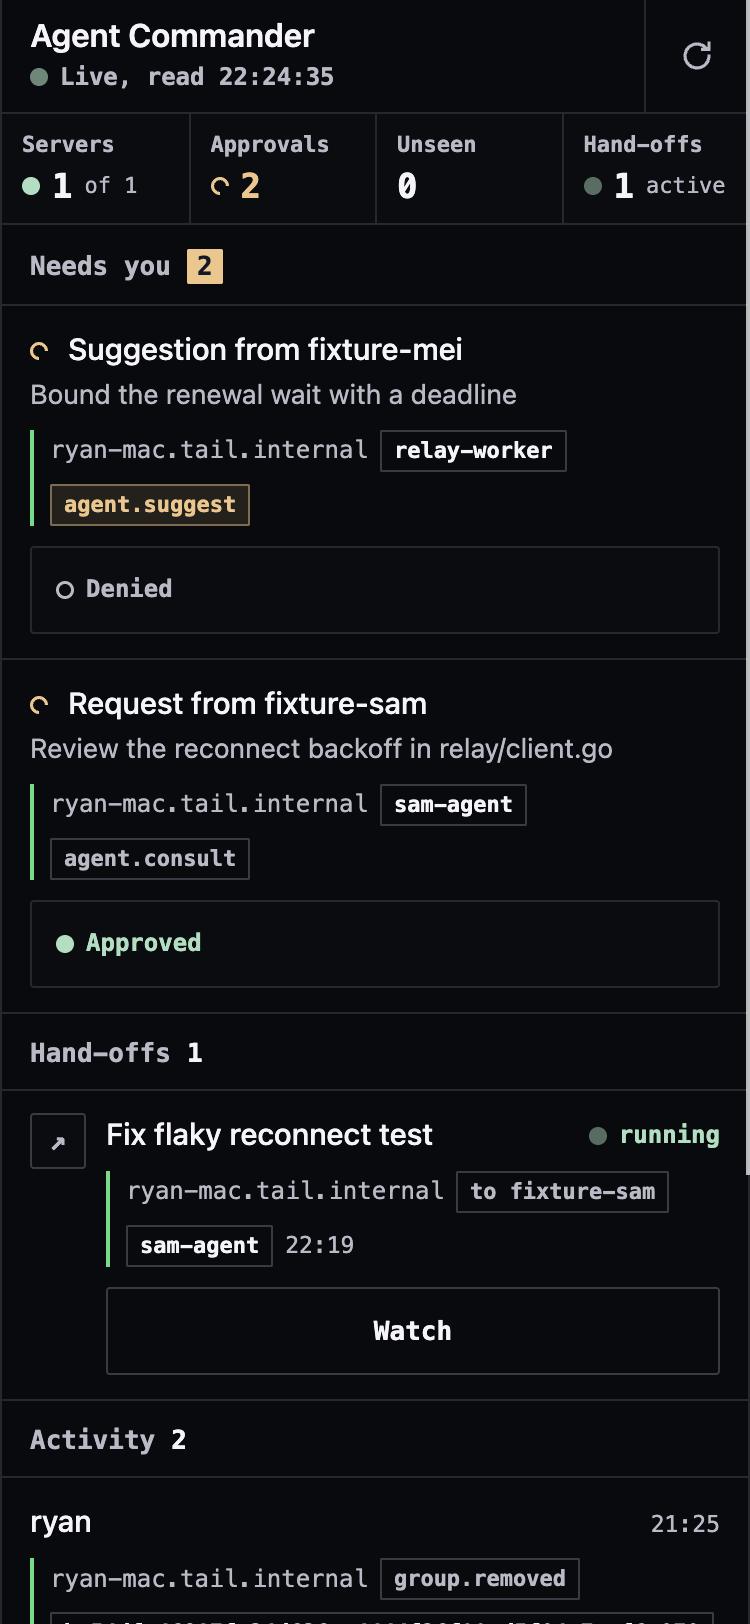 Agent Commander
Live, read 22:24:35
Servers
1 of 1
Approvals
2
Unseen
0
Hand-offs
1 active
Needs you 2
Suggestion from fixture-mei
Bound the renewal wait with a deadline
ryan-mac.tail.internal relay-worker
agent.suggest
Denied
Request from fixture-sam
Review the reconnect backoff in relay/client.go
ryan-mac.tail.internal sam-agent
agent.consult
Approved
Hand-offs 1
Fix flaky reconnect test running
ryan-mac.tail.internal to fixture-sam
sam-agent 22:19
Watch
Activity 2
ryan 21:25
ryan-mac.tail.internal group.removed